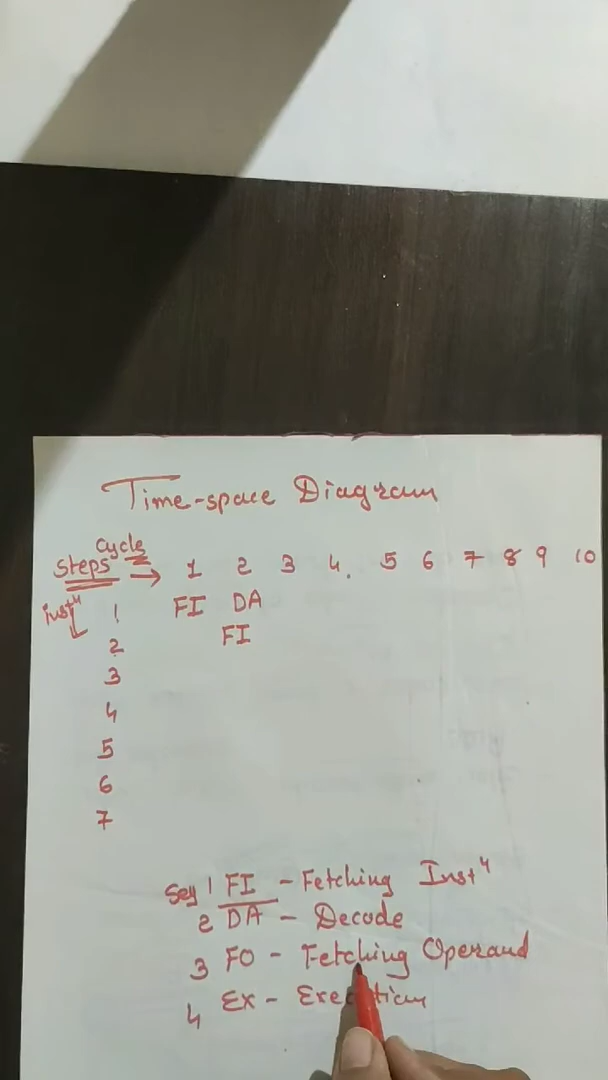 Time-space Diagram
Cycle
Steps → 1 2 3 4. 5 6 7 8 9 10
Instⁿ 1 FI DA
2 FI
3
4
5
6
7
Seg 1 FI - Fetching Instⁿ
2 DA - Decode
3 FO - Fetching Operand
4 EX - Execution